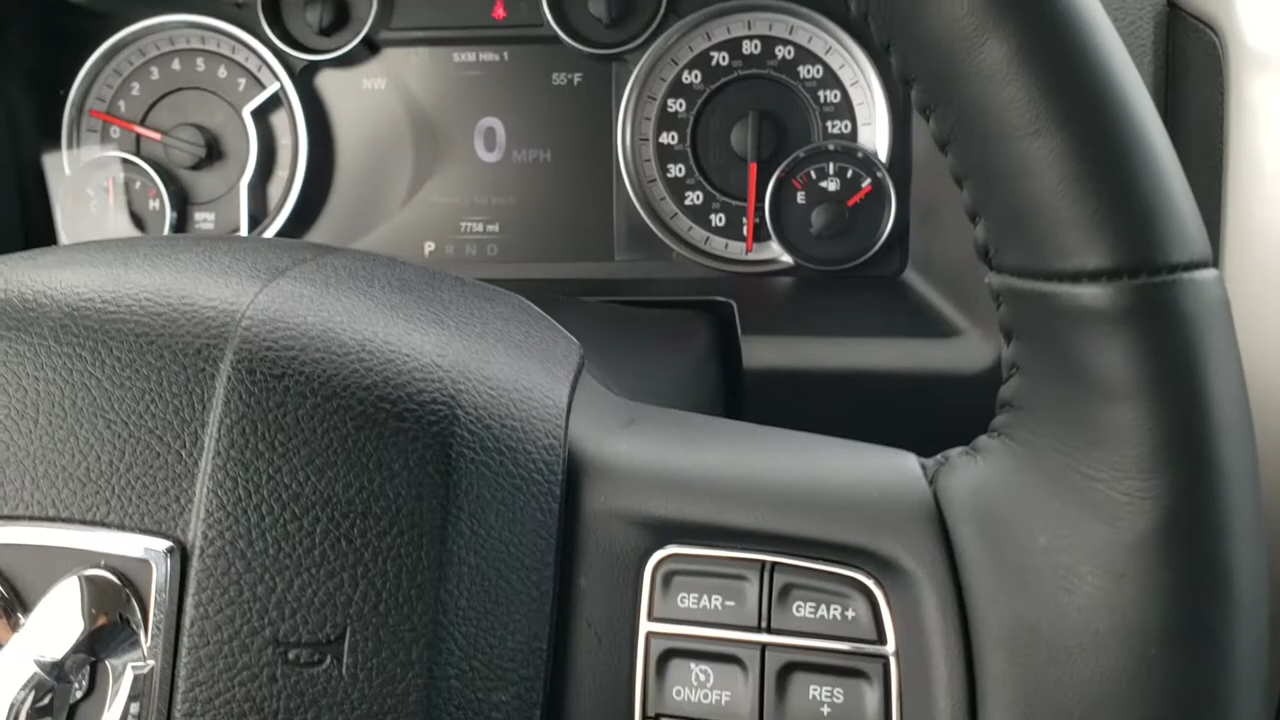 0
1
2
3
4
5
6
7
RPM
H
SXM Hits 1
NW
55°F
0 MPH
7758 mi
P R N D
10
20
30
40
50
60
70
80
90
100
110
120
E
GEAR−
GEAR+
ON/OFF
RES
+